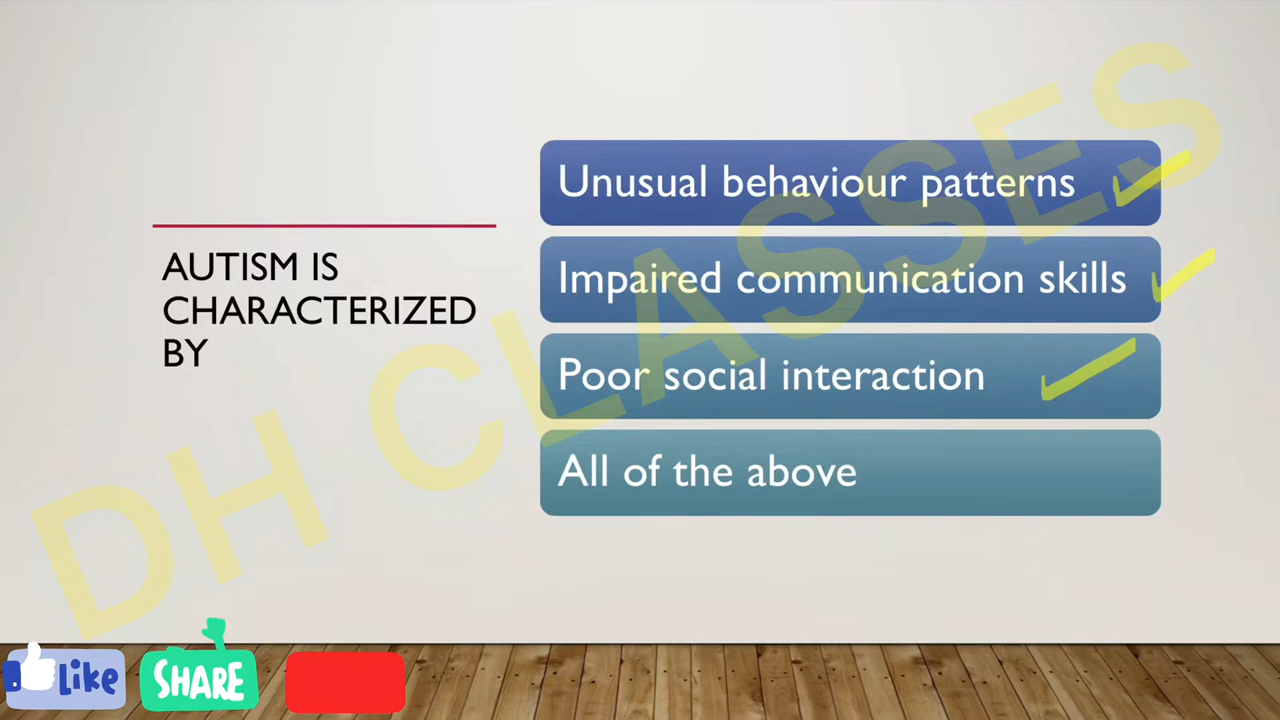 AUTISM IS
CHARACTERIZED
BY
Unusual behaviour patterns
Impaired communication skills
Poor social interaction
All of the above
DH CLASSES
Like
SHARE